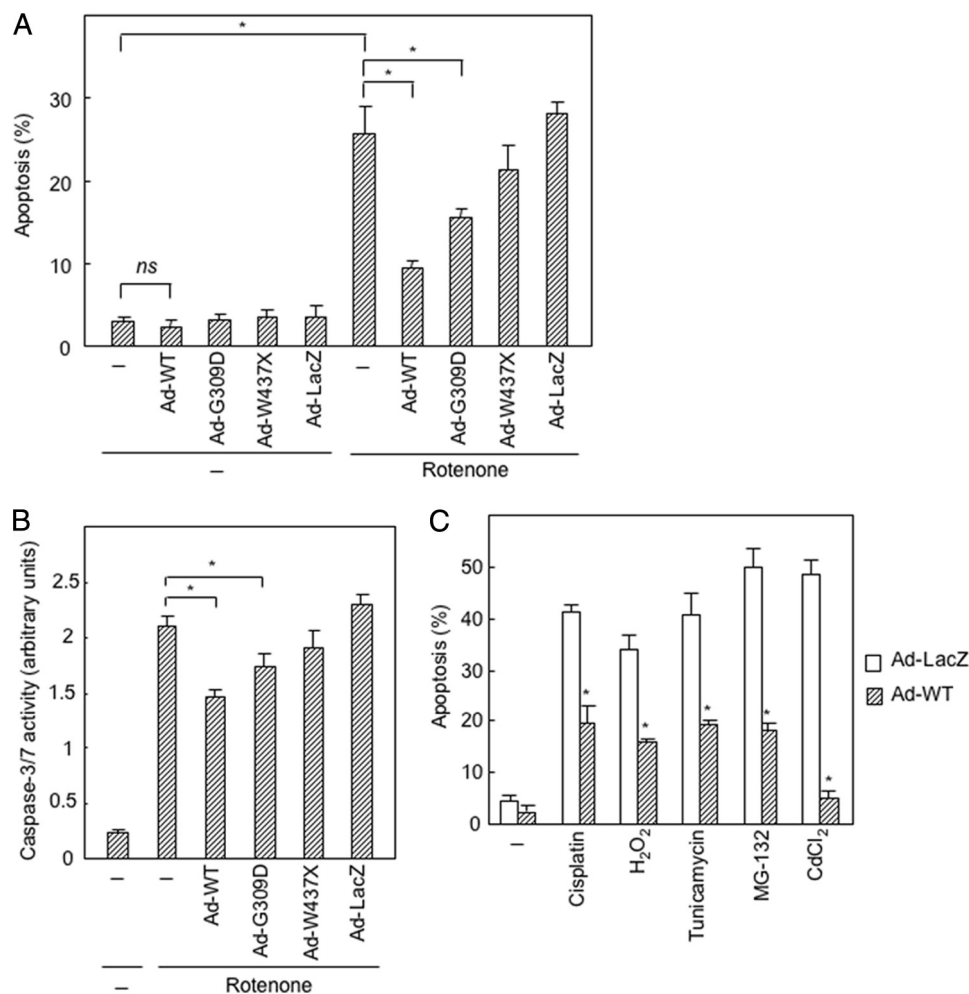 A
Apoptosis (%)
30
20
10
0
*
*
*
ns
–
Ad-WT
Ad-G309D
Ad-W437X
Ad-LacZ
–
Ad-WT
Ad-G309D
Ad-W437X
Ad-LacZ
–
Rotenone
B
Caspase-3/7 activity (arbitrary units)
2.5
2
1.5
1
0.5
0
*
*
–
–
Ad-WT
Ad-G309D
Ad-W437X
Ad-LacZ
–
Rotenone
C
Apoptosis (%)
50
40
30
20
10
0
*
*
*
*
*
–
Cisplatin
H₂O₂
Tunicamycin
MG-132
CdCl₂
Ad-LacZ
Ad-WT